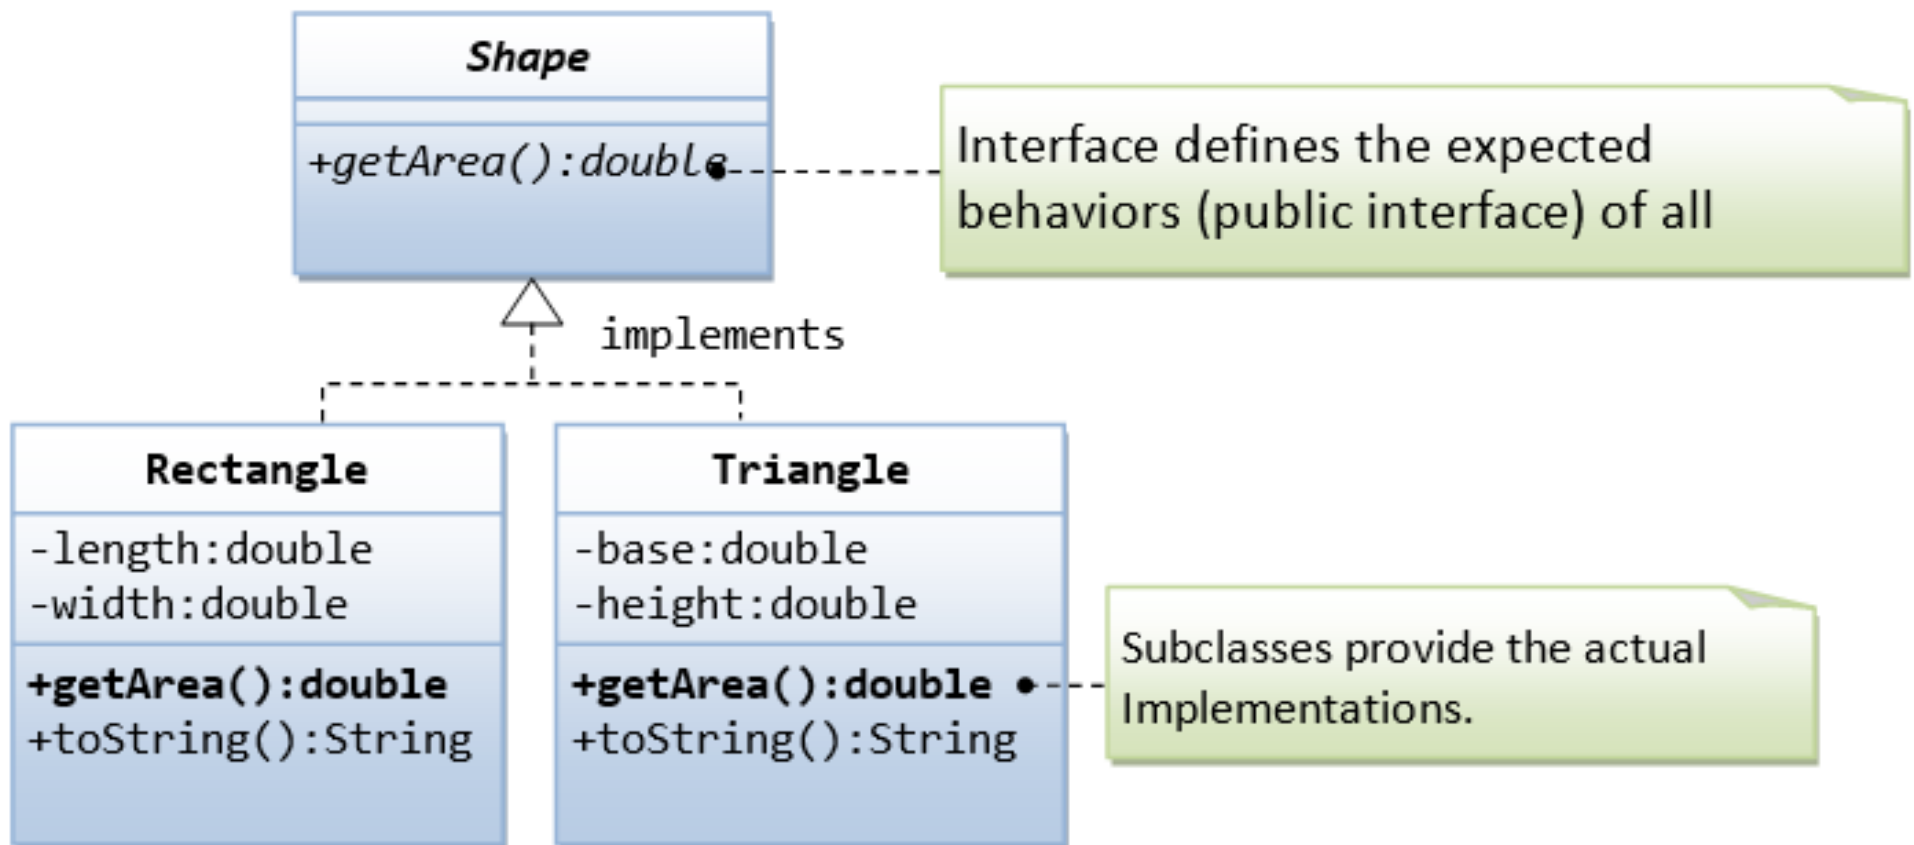 Shape
+getArea():double
Interface defines the expected
behaviors (public interface) of all
implements
Rectangle
-length:double
-width:double
+getArea():double
+toString():String
Triangle
-base:double
-height:double
+getArea():double
+toString():String
Subclasses provide the actual
Implementations.